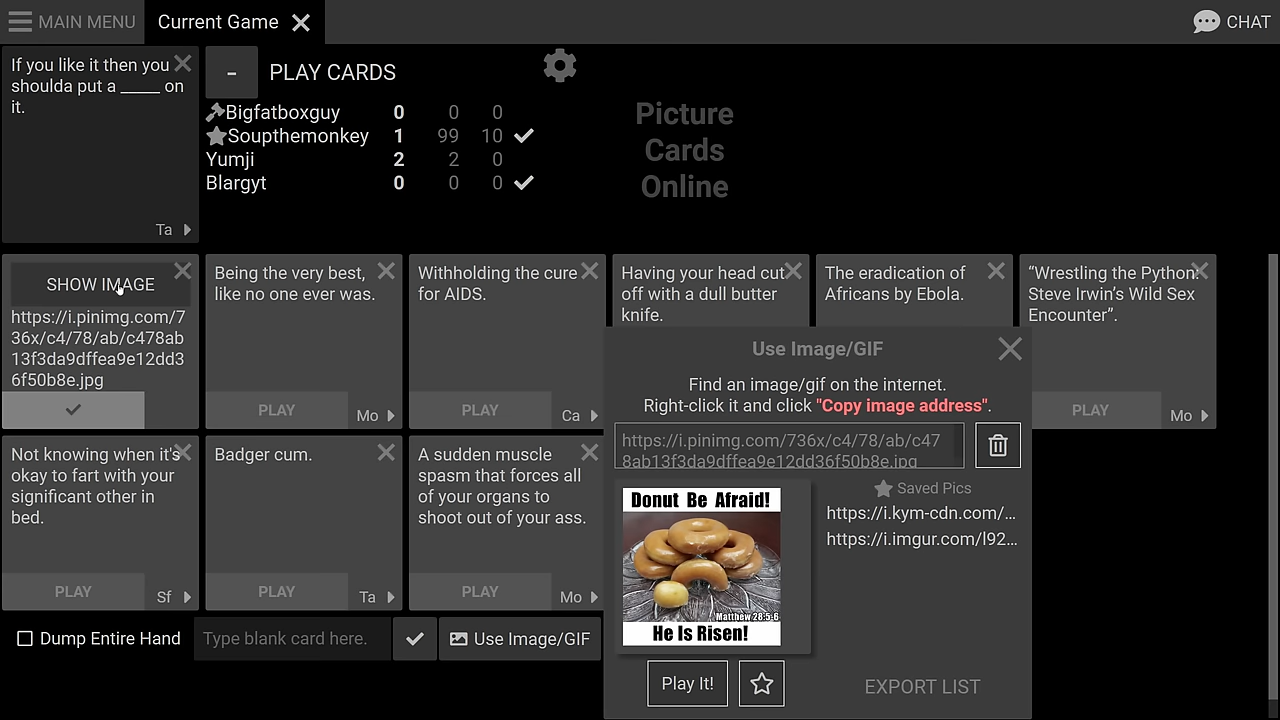 MAIN MENU
Current Game
CHAT
If you like it then you
shoulda put a _____ on
it.
Ta
-
PLAY CARDS
Bigfatboxguy 0 0 0
Soupthemonkey 1 99 10
Yumji 2 2 0
Blargyt 0 0 0
Picture
Cards
Online
SHOW IMAGE
https://i.pinimg.com/7
36x/c4/78/ab/c478ab
13f3da9dffea9e12dd3
6f50b8e.jpg
Being the very best,
like no one ever was.
PLAY
Mo
Withholding the cure
for AIDS.
PLAY
Ca
Having your head cut
off with a dull butter
knife.
The eradication of
Africans by Ebola.
“Wrestling the Python:
Steve Irwin’s Wild Sex
Encounter”.
PLAY
Mo
Not knowing when it's
okay to fart with your
significant other in
bed.
PLAY
Sf
Badger cum.
PLAY
Ta
A sudden muscle
spasm that forces all
of your organs to
shoot out of your ass.
PLAY
Mo
Dump Entire Hand
Type blank card here.
Use Image/GIF
Use Image/GIF
Find an image/gif on the internet.
Right-click it and click "Copy image address".
https://i.pinimg.com/736x/c4/78/ab/c47
8ab13f3da9dffea9e12dd36f50b8e.jpg
Donut Be Afraid!
Matthew 28:5-6
He Is Risen!
Saved Pics
https://i.kym-cdn.com/...
https://i.imgur.com/l92...
Play It!
EXPORT LIST